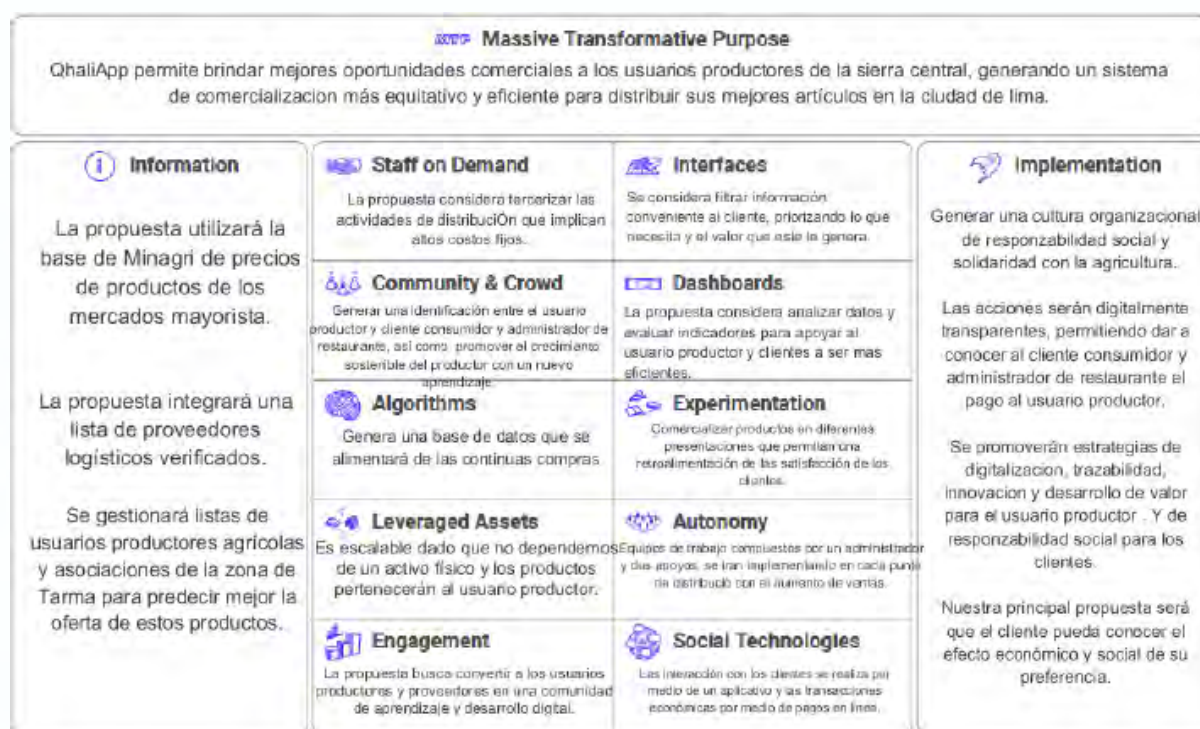 MTP Massive Transformative Purpose
QhaliApp permite brindar mejores oportunidades comerciales a los usuarios productores de la sierra central, generando un sistema
de comercializacion más equitativo y eficiente para distribuir sus mejores artículos en la ciudad de lima.
Information
La propuesta utilizará la
base de Minagri de precios
de productos de los
mercados mayorista.
La propuesta integrará una
lista de proveedores
logísticos verificados.
Se gestionará listas de
usuarios productores agrícolas
y asociaciones de la zona de
Tarma para predecir mejor la
oferta de estos productos.
Staff on Demand
La propuesta considera tercerizar las
actividades de distribuciÓn que implican
altos costos fijos.
Interfaces
Se considera filtrar información
conveniente al cliente, priorizando lo que
necesita y el valor que este le genera.
Community & Crowd
Generar una identificación entre el usuario
productor y cliente consumidor y administrador de
restaurante, así como promover el crecimiento
sostenible del productor con un nuevo
aprendizaje.
Dashboards
La propuesta considera analizar datos y
evaluar indicadores para apoyar al
usuario productor y clientes a ser mas
eficientes.
Algorithms
Genera una base de datos que se
alimentará de las continuas compras
Experimentation
Comercializar productos en diferentes
presentaciones que permitan una
retroalimentación de las satisfacción de los
clientes.
Leveraged Assets
Es escalable dado que no dependemos
de un activo físico y los productos
pertenecerán al usuario productor.
Autonomy
Equipos de trabajo compuestos por un administrador
y dos apoyos, se iran implementando en cada punto
de distribucio con el aumento de ventas.
Engagement
La propuesta busca convertir a los usuarios
productores y proveedores en una comunidad
de aprendizaje y desarrollo digital.
Social Technologies
Las interacción con los clientes se realiza por
medio de un aplicativo y las transacciones
económicas por medio de pagos en línea.
Implementation
Generar una cultura organizacional
de responsabilidad social y
solidaridad con la agricultura.
Las acciones serán digitalmente
transparentes, permitiendo dar a
conocer al cliente consumidor y
administrador de restaurante el
pago al usuario productor.
Se promoverán estrategias de
digitalizacion, trazabilidad,
innovacion y desarrollo de valor
para el usuario productor . Y de
responsabilidad social para los
clientes.
Nuestra principal propuesta será
que el cliente pueda conocer el
efecto económico y social de su
preferencia.